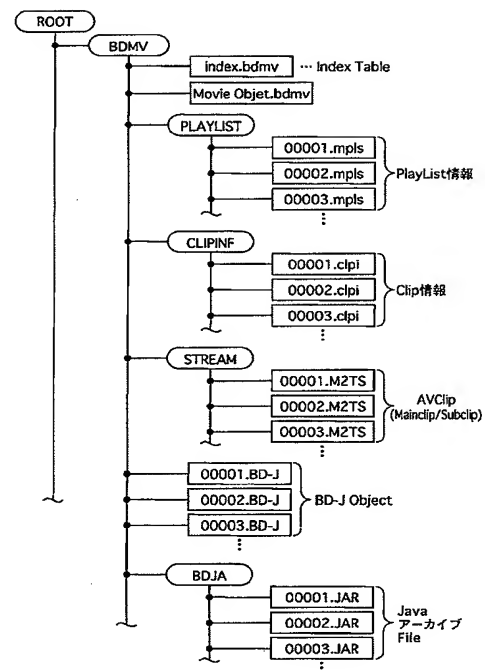 ROOT
BDMV
index.bdmv … Index Table
Movie Objet.bdmv
PLAYLIST
00001.mpls
00002.mpls
PlayList情報
00003.mpls
⋮
CLIPINF
00001.clpi
00002.clpi
Clip情報
00003.clpi
⋮
STREAM
00001.M2TS
00002.M2TS
AVClip
(Mainclip/Subclip)
00003.M2TS
⋮
00001.BD-J
00002.BD-J
BD-J Object
00003.BD-J
⋮
BDJA
00001.JAR
00002.JAR
Java
アーカイブ
File
00003.JAR
⋮